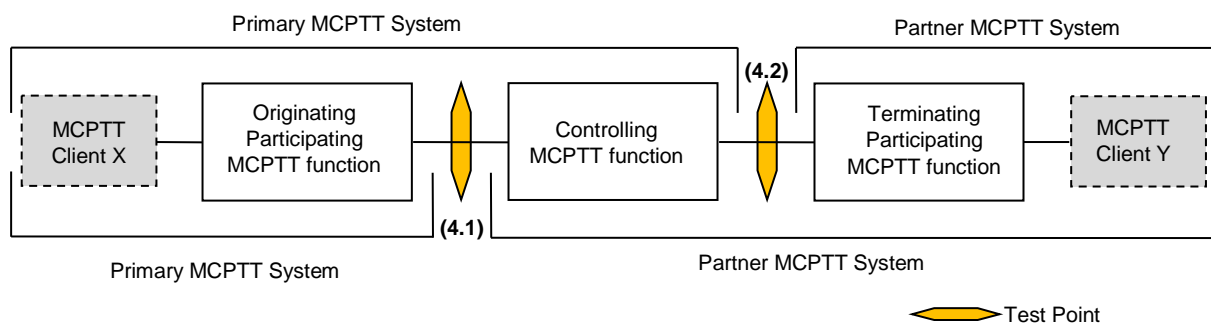 Primary MCPTT System
Partner MCPTT System
(4.2)
MCPTT
Client X
Originating
Participating
MCPTT function
Controlling
MCPTT function
Terminating
Participating
MCPTT function
MCPTT
Client Y
(4.1)
Primary MCPTT System
Partner MCPTT System
Test Point